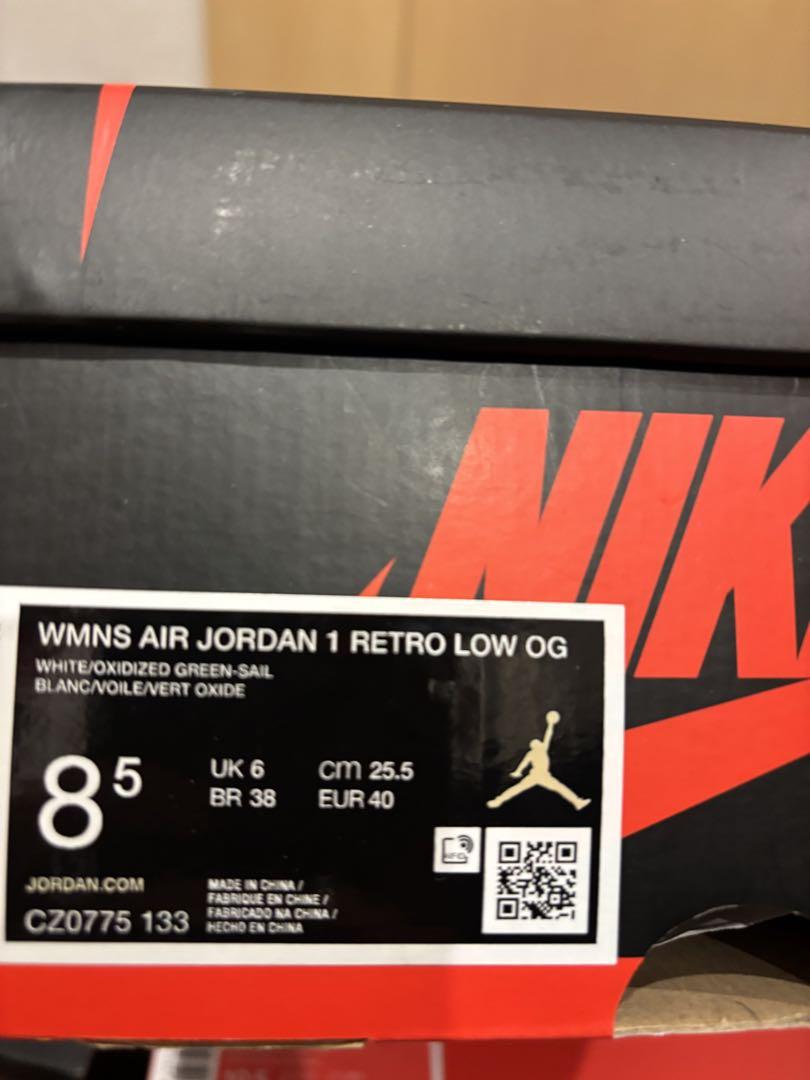 NIK
WMNS AIR JORDAN 1 RETRO LOW OG
WHITE/OXIDIZED GREEN-SAIL
BLANC/VOILE/VERT OXIDE
8 5
UK 6 cm 25.5
BR 38 EUR 40
NFC
JORDAN.COM
CZ0775 133
MADE IN CHINA /
FABRIQUE EN CHINE /
FABRICADO NA CHINA /
HECHO EN CHINA